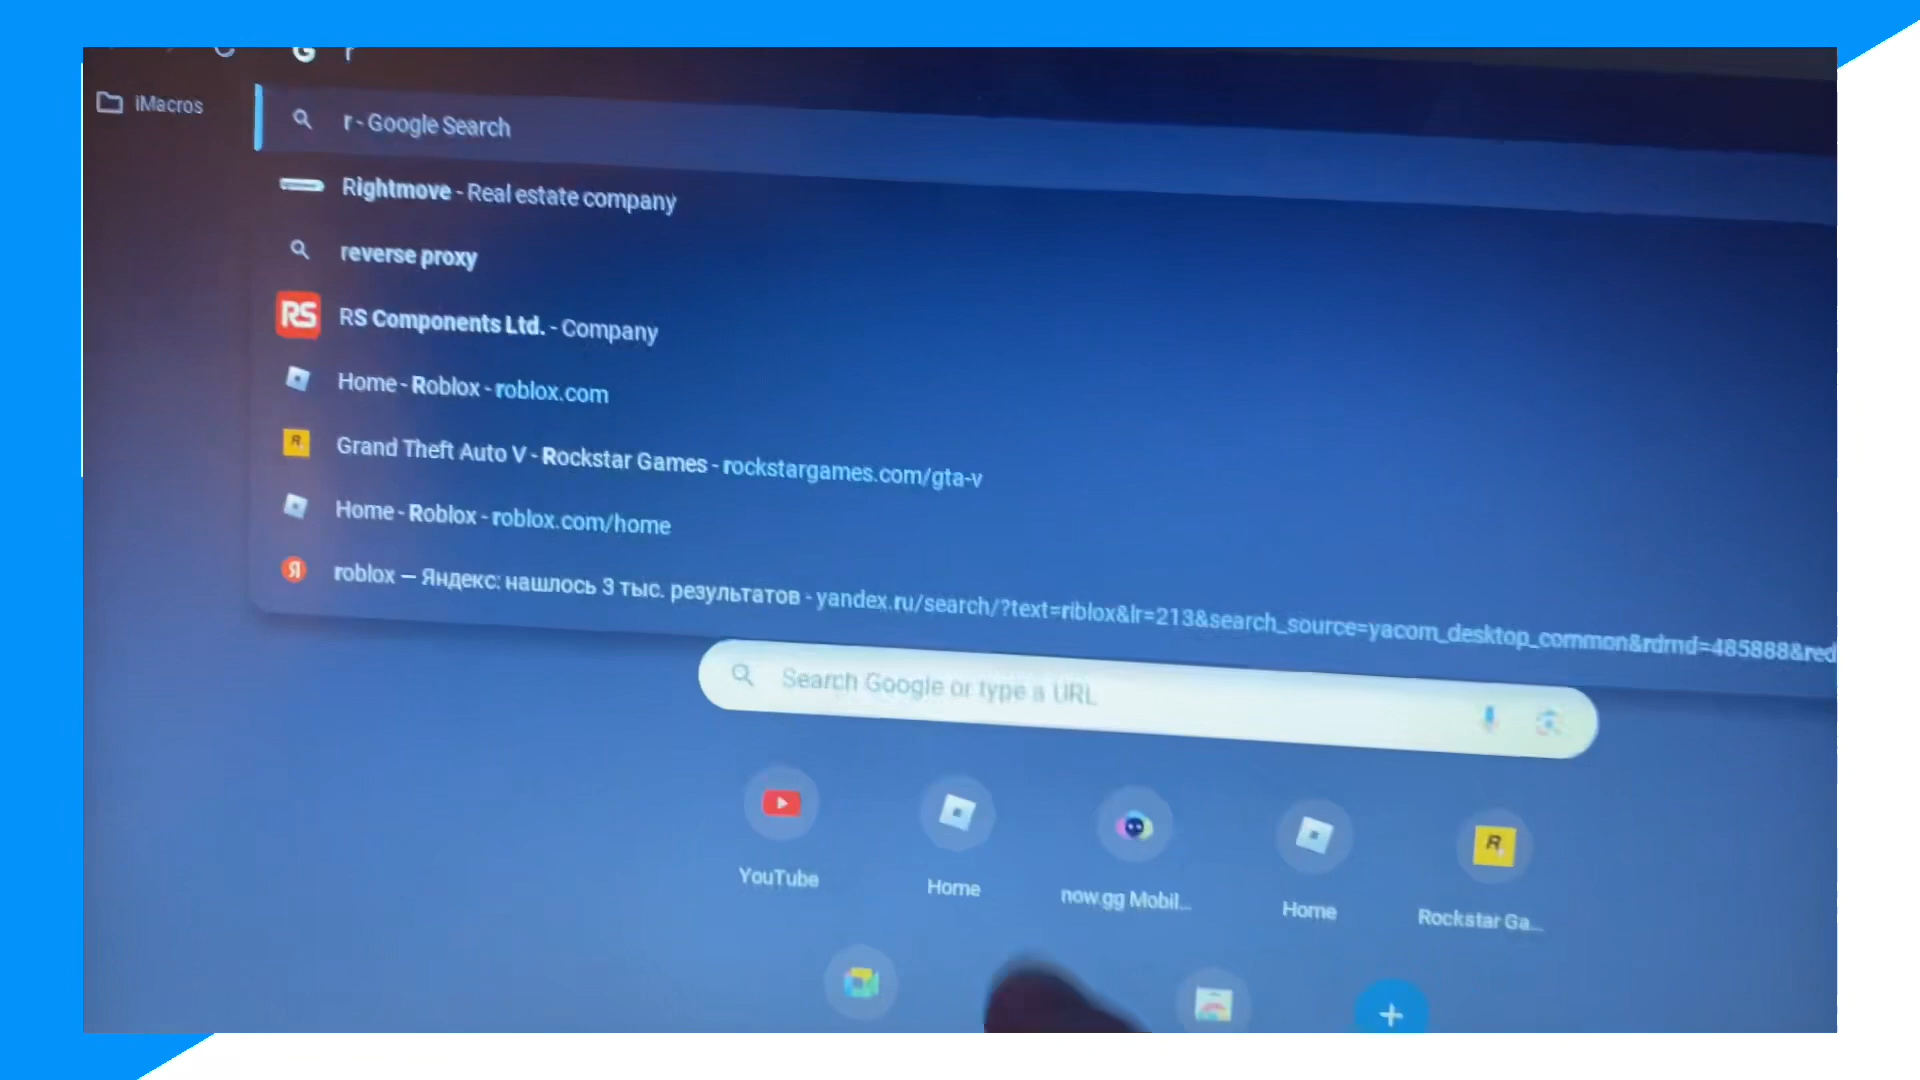 r
iMacros
r - Google Search
Rightmove - Real estate company
reverse proxy
RS
RS Components Ltd. - Company
Home - Roblox - roblox.com
R
Grand Theft Auto V - Rockstar Games - rockstargames.com/gta-v
Home - Roblox - roblox.com/home
Я
roblox — Яндекс: нашлось 3 тыс. результатов - yandex.ru/search/?text=riblox&lr=213&search_source=yacom_desktop_common&rdrnd=485888&red
Search Google or type a URL
R
YouTube
Home
now.gg Mobil...
Home
Rockstar Ga...